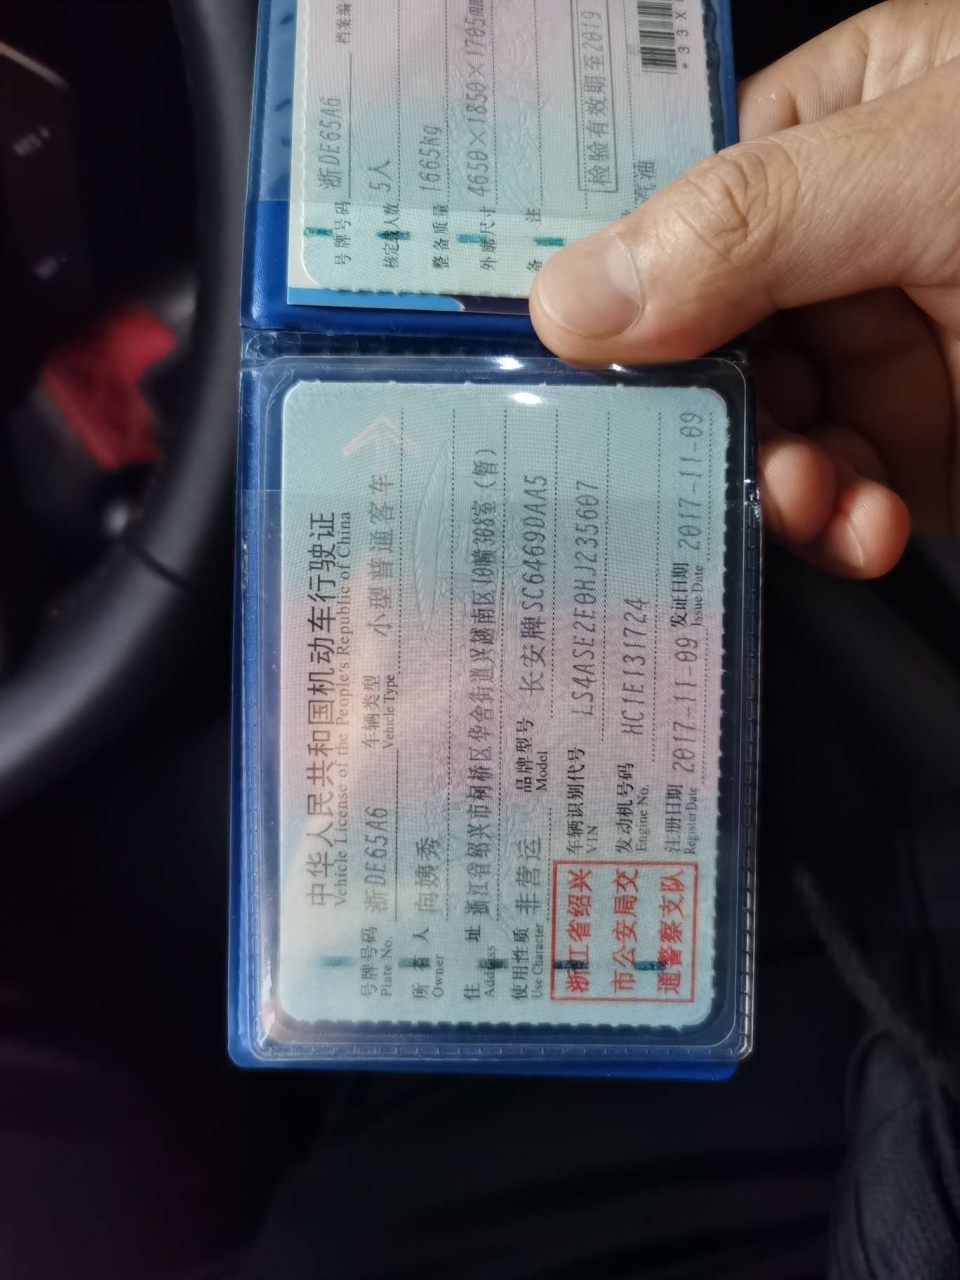 中华人民共和国机动车行驶证
Vehicle License of the People's Republic of China
号牌号码 浙DE65A6 车辆类型 小型普通客车
Plate No. Vehicle Type
所有人 向姨秀
Owner
住址 浙江省绍兴市柯桥区华舍街道兴越南区10幢308室(暂)
Address
使用性质 非营运 品牌型号 长安牌SC6469DAA5
Use Character Model
车辆识别代号 LS4ASE2E0HJ235607
VIN
发动机号码 HC1E131724
Engine No.
注册日期 2017-11-09 发证日期 2017-11-09
Register Date Issue Date
浙江省绍兴
市公安局交
通警察支队
号牌号码 浙DE65A6 档案编
核定载人数 5人
整备质量 1665kg
外廓尺寸 4650×1850×1705
备注
检验有效期至2019
汽油
*33X